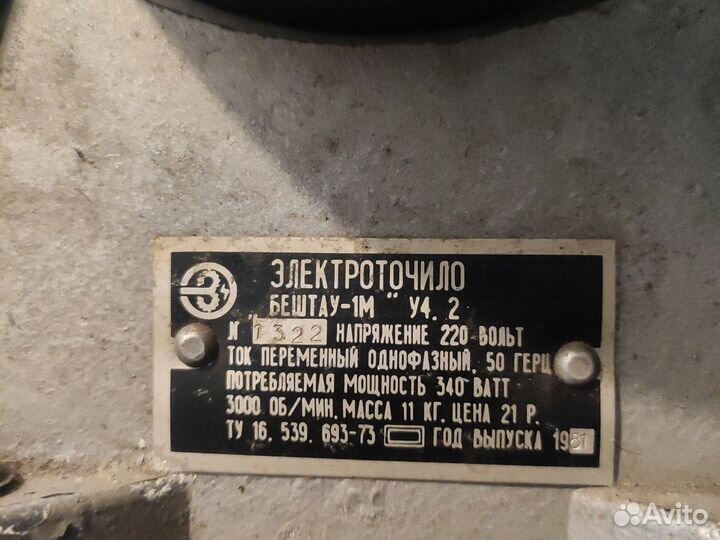 ЭЛЕКТРОТОЧИЛО
„БЕШТАУ-1М" У4. 2
N 1322 НАПРЯЖЕНИЕ 220 ВОЛЬТ
ТОК ПЕРЕМЕННЫЙ ОДНОФАЗНЫЙ, 50 ГЕРЦ
ПОТРЕБЛЯЕМАЯ МОЩНОСТЬ 340 ВАТТ
3000 ОБ/МИН. МАССА 11 КГ. ЦЕНА 21 Р.
ТУ 16. 539. 693-73 ГОД ВЫПУСКА 1981
Avito